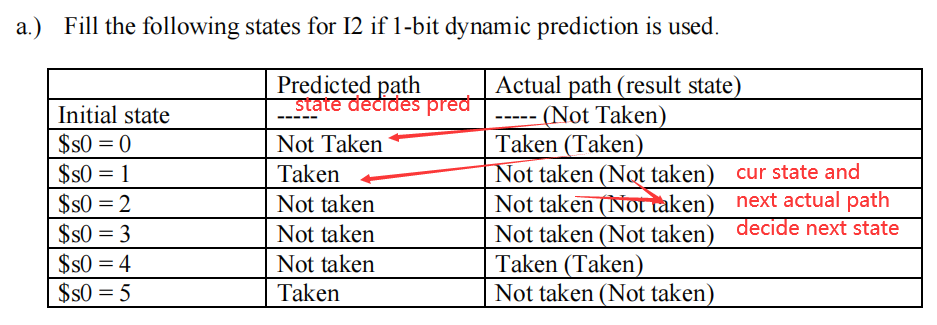 a.) Fill the following states for I2 if 1-bit dynamic prediction is used.
Predicted path Actual path (result state)
state decides pred
Initial state ----- ----- (Not Taken)
$s0 = 0 Not Taken Taken (Taken)
$s0 = 1 Taken Not taken (Not taken) cur state and
$s0 = 2 Not taken Not taken (Not taken) next actual path
$s0 = 3 Not taken Not taken (Not taken) decide next state
$s0 = 4 Not taken Taken (Taken)
$s0 = 5 Taken Not taken (Not taken)